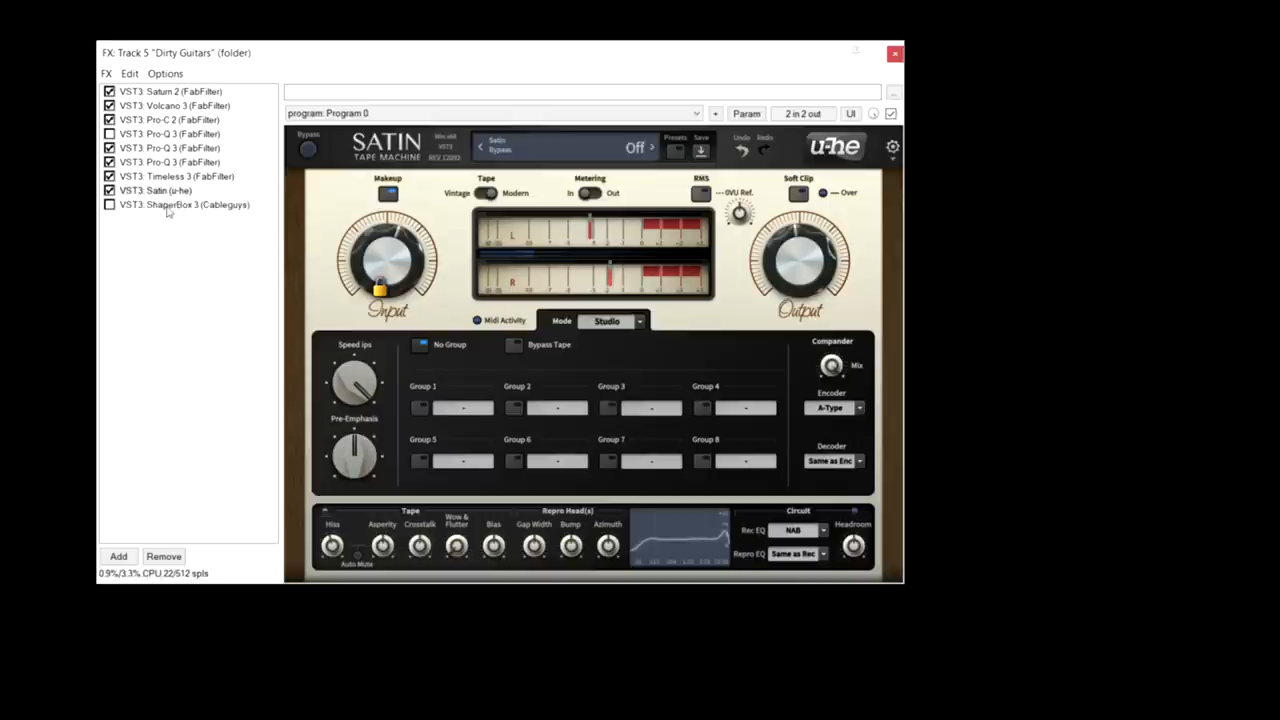 FX: Track 5 "Dirty Guitars" (folder)
FX Edit Options
VST3: Saturn 2 (FabFilter)
VST3: Volcano 3 (FabFilter)
VST3: Pro-C 2 (FabFilter)
VST3: Pro-Q 3 (FabFilter)
VST3: Pro-Q 3 (FabFilter)
VST3: Pro-Q 3 (FabFilter)
VST3: Timeless 3 (FabFilter)
VST3: Satin (u-he)
VST3: ShaperBox 3 (Cableguys)
Add Remove
0.9%/3.3% CPU 22/512 spls
program: Program 0
+ Param 2 in 2 out UI
Bypass
SATIN
TAPE MACHINE
Win x64
VST3
REV 12092
Satin
Bypass
Off
Presets Save
Undo Redo
u-he
Makeup
Tape
Vintage Modern
Metering
In Out
RMS
0VU Ref.
Soft Clip
Over
L
R
Input
Output
Midi Activity
Mode Studio
Speed ips
Pre-Emphasis
No Group Bypass Tape
Group 1 Group 2 Group 3 Group 4
- - - -
Group 5 Group 6 Group 7 Group 8
- - - -
Compander
Mix
Encoder
A-Type
Decoder
Same as Enc
Tape
Hiss Asperity Crosstalk Wow & Flutter Bias
Auto Mute
Repro Head(s)
Gap Width Bump Azimuth
Circuit
Rec EQ NAB
Repro EQ Same as Rec
Headroom